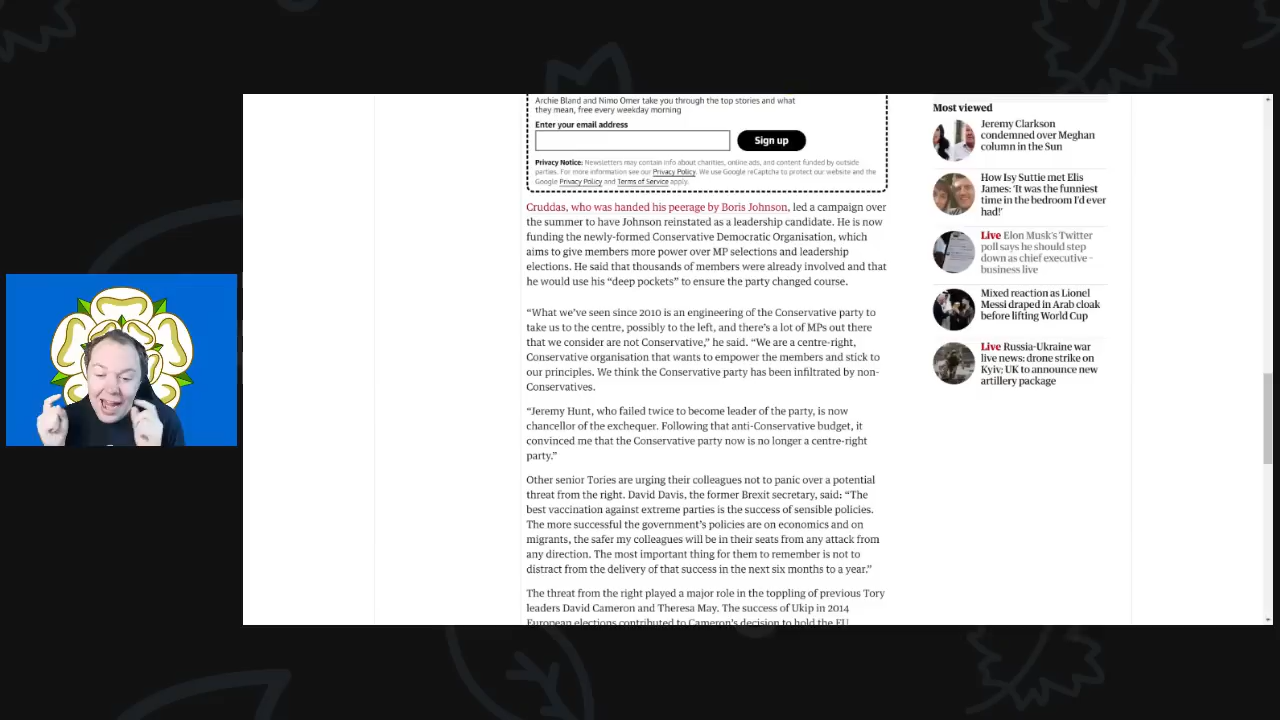 Archie Bland and Nimo Omer take you through the top stories and what
they mean, free every weekday morning
Enter your email address
Sign up
Privacy Notice: Newsletters may contain info about charities, online ads, and content funded by outside
parties. For more information see our Privacy Policy. We use Google reCaptcha to protect our website and the
Google Privacy Policy and Terms of Service apply.
Cruddas, who was handed his peerage by Boris Johnson, led a campaign over
the summer to have Johnson reinstated as a leadership candidate. He is now
funding the newly-formed Conservative Democratic Organisation, which
aims to give members more power over MP selections and leadership
elections. He said that thousands of members were already involved and that
he would use his “deep pockets” to ensure the party changed course.
“What we’ve seen since 2010 is an engineering of the Conservative party to
take us to the centre, possibly to the left, and there’s a lot of MPs out there
that we consider are not Conservative,” he said. “We are a centre-right,
Conservative organisation that wants to empower the members and stick to
our principles. We think the Conservative party has been infiltrated by non-
Conservatives.
“Jeremy Hunt, who failed twice to become leader of the party, is now
chancellor of the exchequer. Following that anti-Conservative budget, it
convinced me that the Conservative party now is no longer a centre-right
party.”
Other senior Tories are urging their colleagues not to panic over a potential
threat from the right. David Davis, the former Brexit secretary, said: “The
best vaccination against extreme parties is the success of sensible policies.
The more successful the government’s policies are on economics and on
migrants, the safer my colleagues will be in their seats from any attack from
any direction. The most important thing for them to remember is not to
distract from the delivery of that success in the next six months to a year.”
The threat from the right played a major role in the toppling of previous Tory
leaders David Cameron and Theresa May. The success of Ukip in 2014
European elections contributed to Cameron’s decision to hold the EU
Most viewed
Jeremy Clarkson
condemned over Meghan
column in the Sun
How Isy Suttie met Elis
James: ‘It was the funniest
time in the bedroom I’d ever
had!’
Live Elon Musk’s Twitter
poll says he should step
down as chief executive –
business live
Mixed reaction as Lionel
Messi draped in Arab cloak
before lifting World Cup
Live Russia-Ukraine war
live news: drone strike on
Kyiv; UK to announce new
artillery package